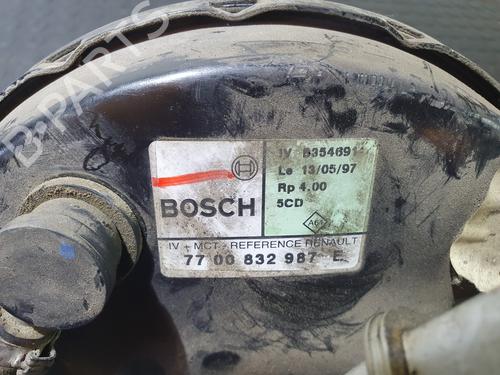 B-PARTS
BOSCH
IV 8354691
Le 13/05/97
Rp 4.00
5CD
IV + MCT - REFERENCE RENAULT
77 00 832 987 E